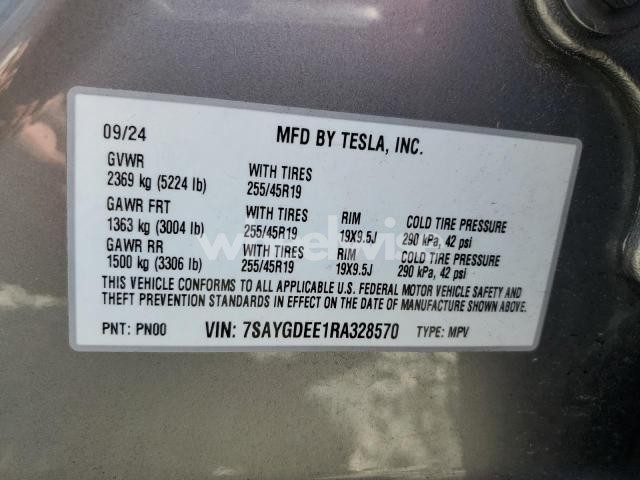 09/24 MFD BY TESLA, INC.
GVWR
2369 kg (5224 lb) WITH TIRES 255/45R19
GAWR FRT
1363 kg (3004 lb) WITH TIRES 255/45R19 RIM 19X9.5J COLD TIRE PRESSURE 290 kPa, 42 psi
GAWR RR
1500 kg (3306 lb) WITH TIRES 255/45R19 RIM 19X9.5J COLD TIRE PRESSURE 290 kPa, 42 psi
THIS VEHICLE CONFORMS TO ALL APPLICABLE U.S. FEDERAL MOTOR VEHICLE SAFETY AND
THEFT PREVENTION STANDARDS IN EFFECT ON THE DATE OF MANUFACTURE SHOWN ABOVE.
PNT: PN00 VIN: 7SAYGDEE1RA328570 TYPE: MPV